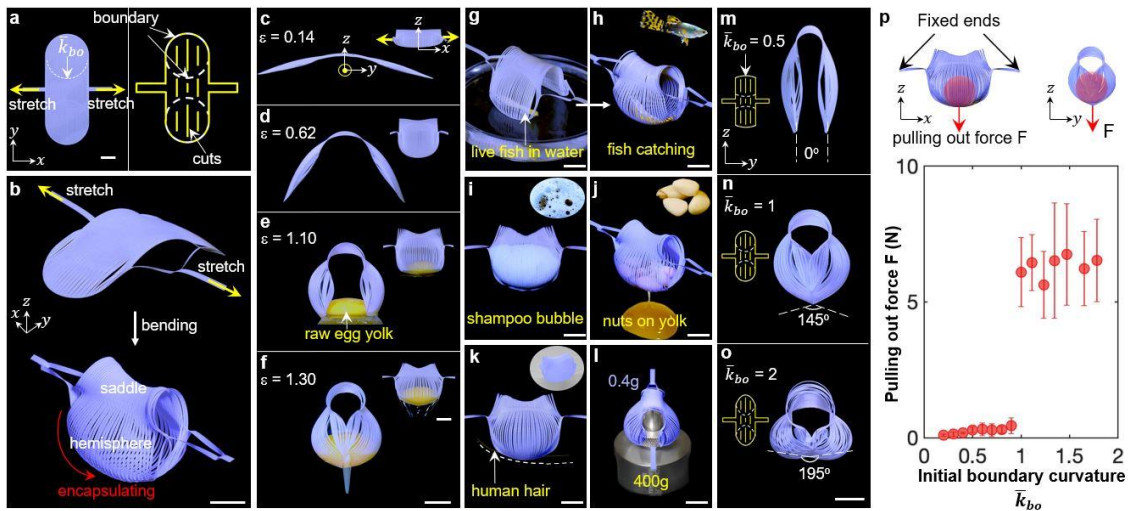 a
boundary
k̄bo
stretch
stretch
cuts
y
x
b
stretch
stretch
z
x
y
bending
saddle
hemisphere
encapsulating
c
ε = 0.14
z
y
z
x
d
ε = 0.62
e
ε = 1.10
raw egg yolk
f
ε = 1.30
g
live fish in water
h
fish catching
i
shampoo bubble
j
nuts on yolk
k
human hair
l
0.4g
400g
m
k̄bo = 0.5
z
y
0º
n
k̄bo = 1
145º
o
k̄bo = 2
195º
p
Fixed ends
z
x
z
y
F
pulling out force F
10
5
0
Pulling out force F (N)
0
0.5
1
1.5
2
Initial boundary curvature
k̄bo